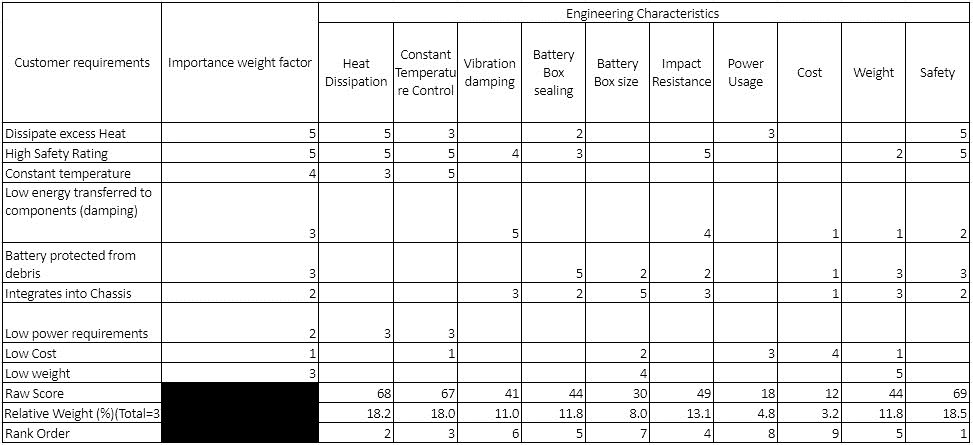 Engineering Characteristics
Customer requirements Importance weight factor Heat Dissipation Constant Temperatu re Control Vibration damping Battery Box sealing Battery Box size Impact Resistance Power Usage Cost Weight Safety
Dissipate excess Heat 5 5 3 2 3 5
High Safety Rating 5 5 5 4 3 5 2 5
Constant temperature 4 3 5
Low energy transferred to
components (damping)
3 5 4 1 1 2
Battery protected from
debris 3 5 2 2 1 3 3
Integrates into Chassis 2 3 2 5 3 1 3 2
Low power requirements 2 3 3
Low Cost 1 1 2 3 4 1
Low weight 3 4 5
Raw Score 68 67 41 44 30 49 18 12 44 69
Relative Weight (%)(Total=3 18.2 18.0 11.0 11.8 8.0 13.1 4.8 3.2 11.8 18.5
Rank Order 2 3 6 5 7 4 8 9 5 1